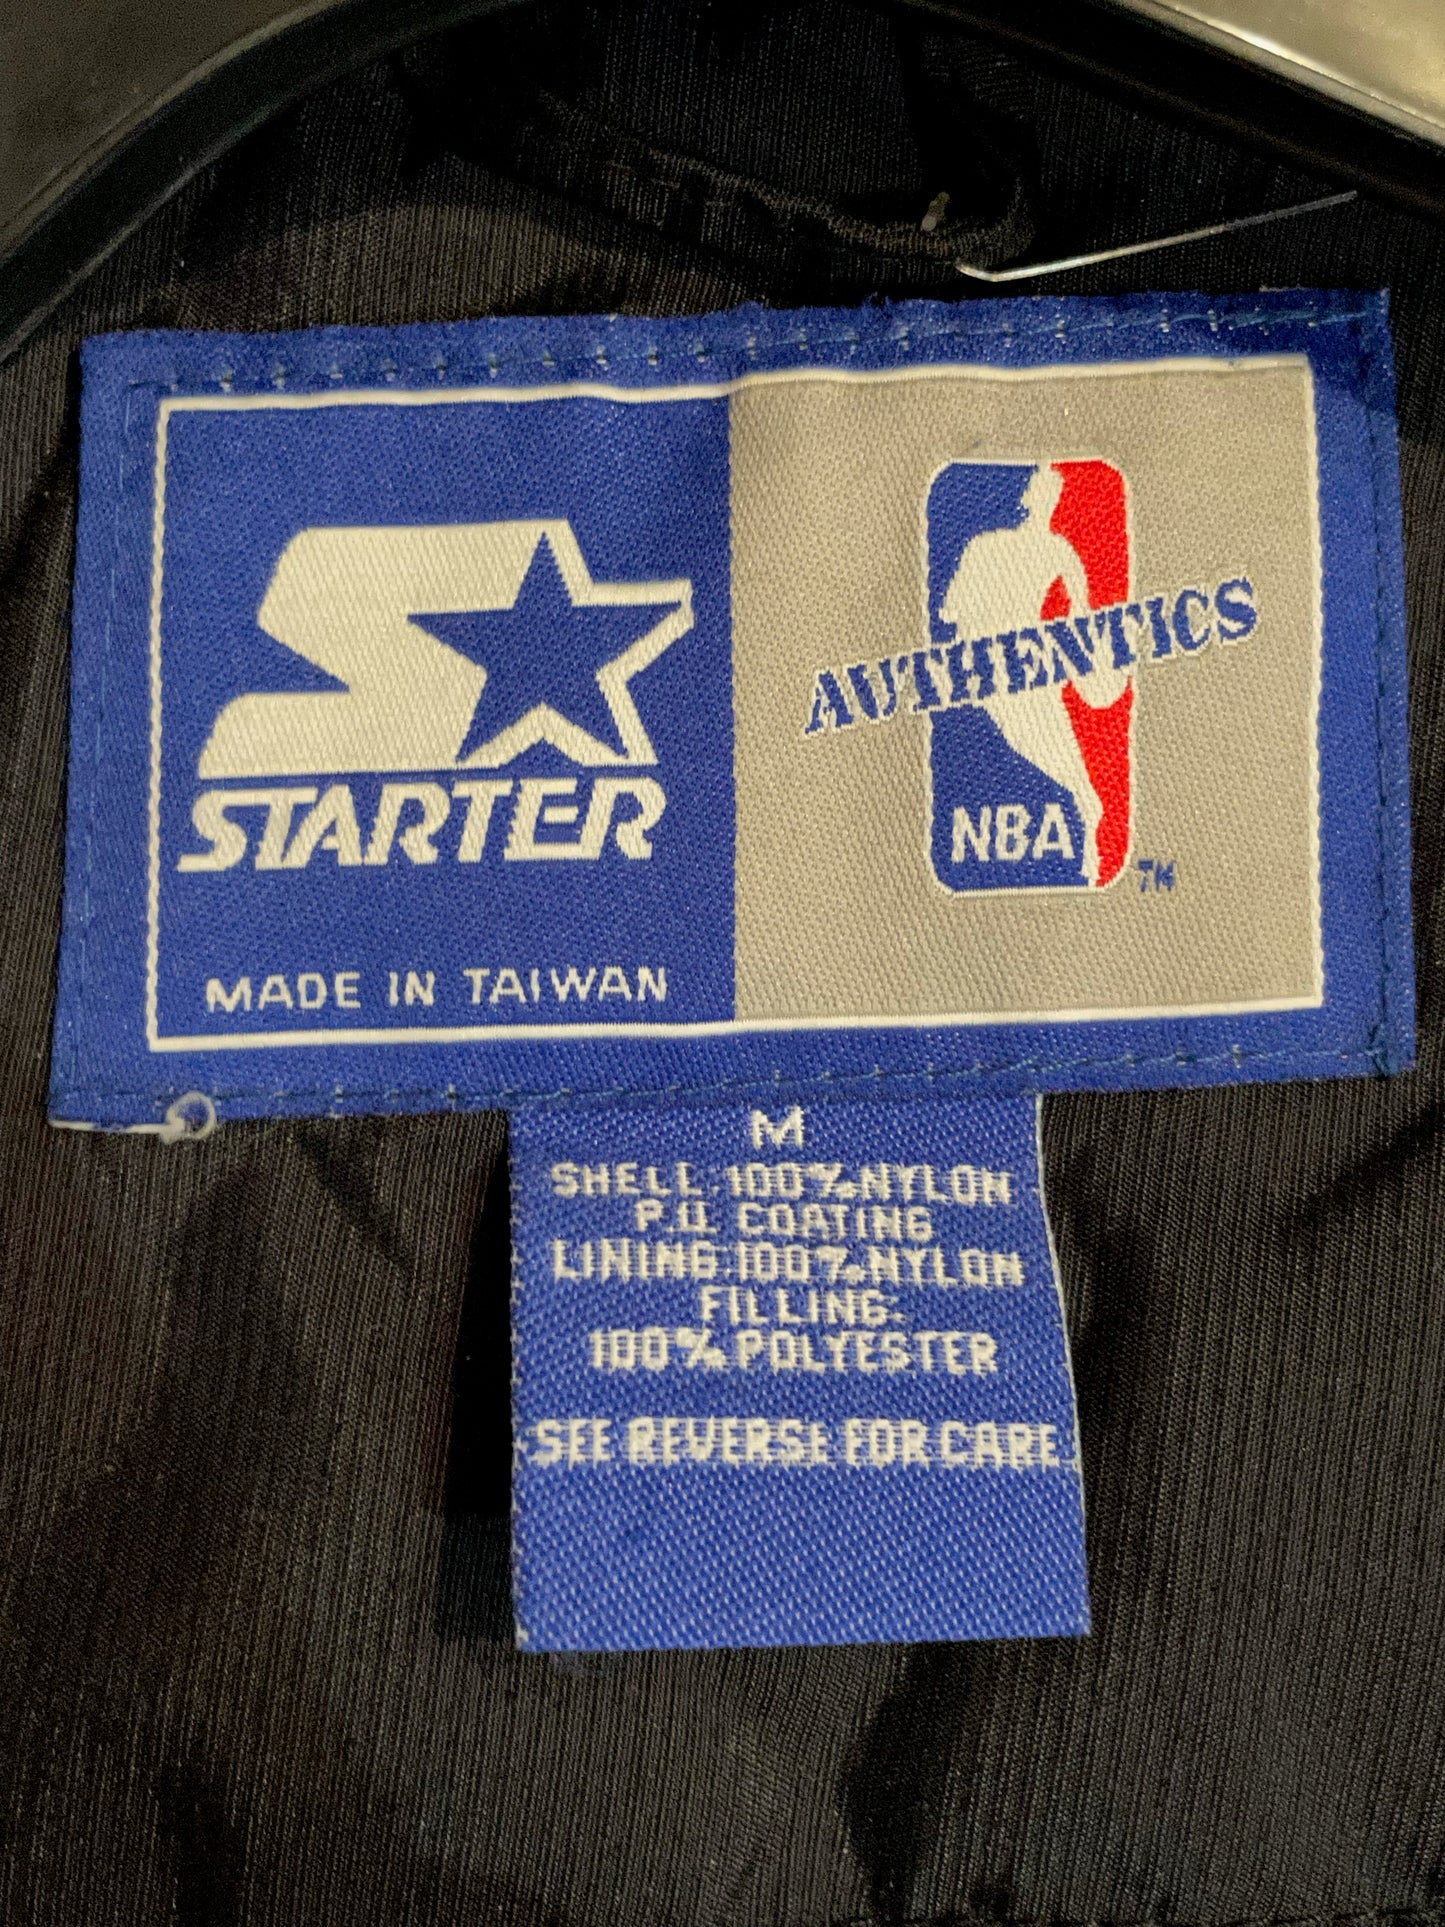 STARTER
MADE IN TAIWAN
AUTHENTICS
NBA
TM
M
SHELL:100%NYLON
P.U. COATING
LINING:100%NYLON
FILLING:
100%POLYESTER
SEE REVERSE FOR CARE